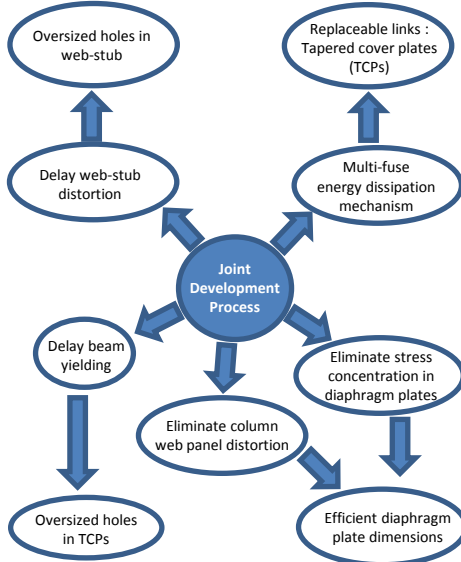 Oversized holes in
web-stub
Replaceable links :
Tapered cover plates
(TCPs)
Delay web-stub
distortion
Multi-fuse
energy dissipation
mechanism
Joint
Development
Process
Delay beam
yielding
Eliminate stress
concentration in
diaphragm plates
Eliminate column
web panel distortion
Oversized holes
in TCPs
Efficient diaphragm
plate dimensions